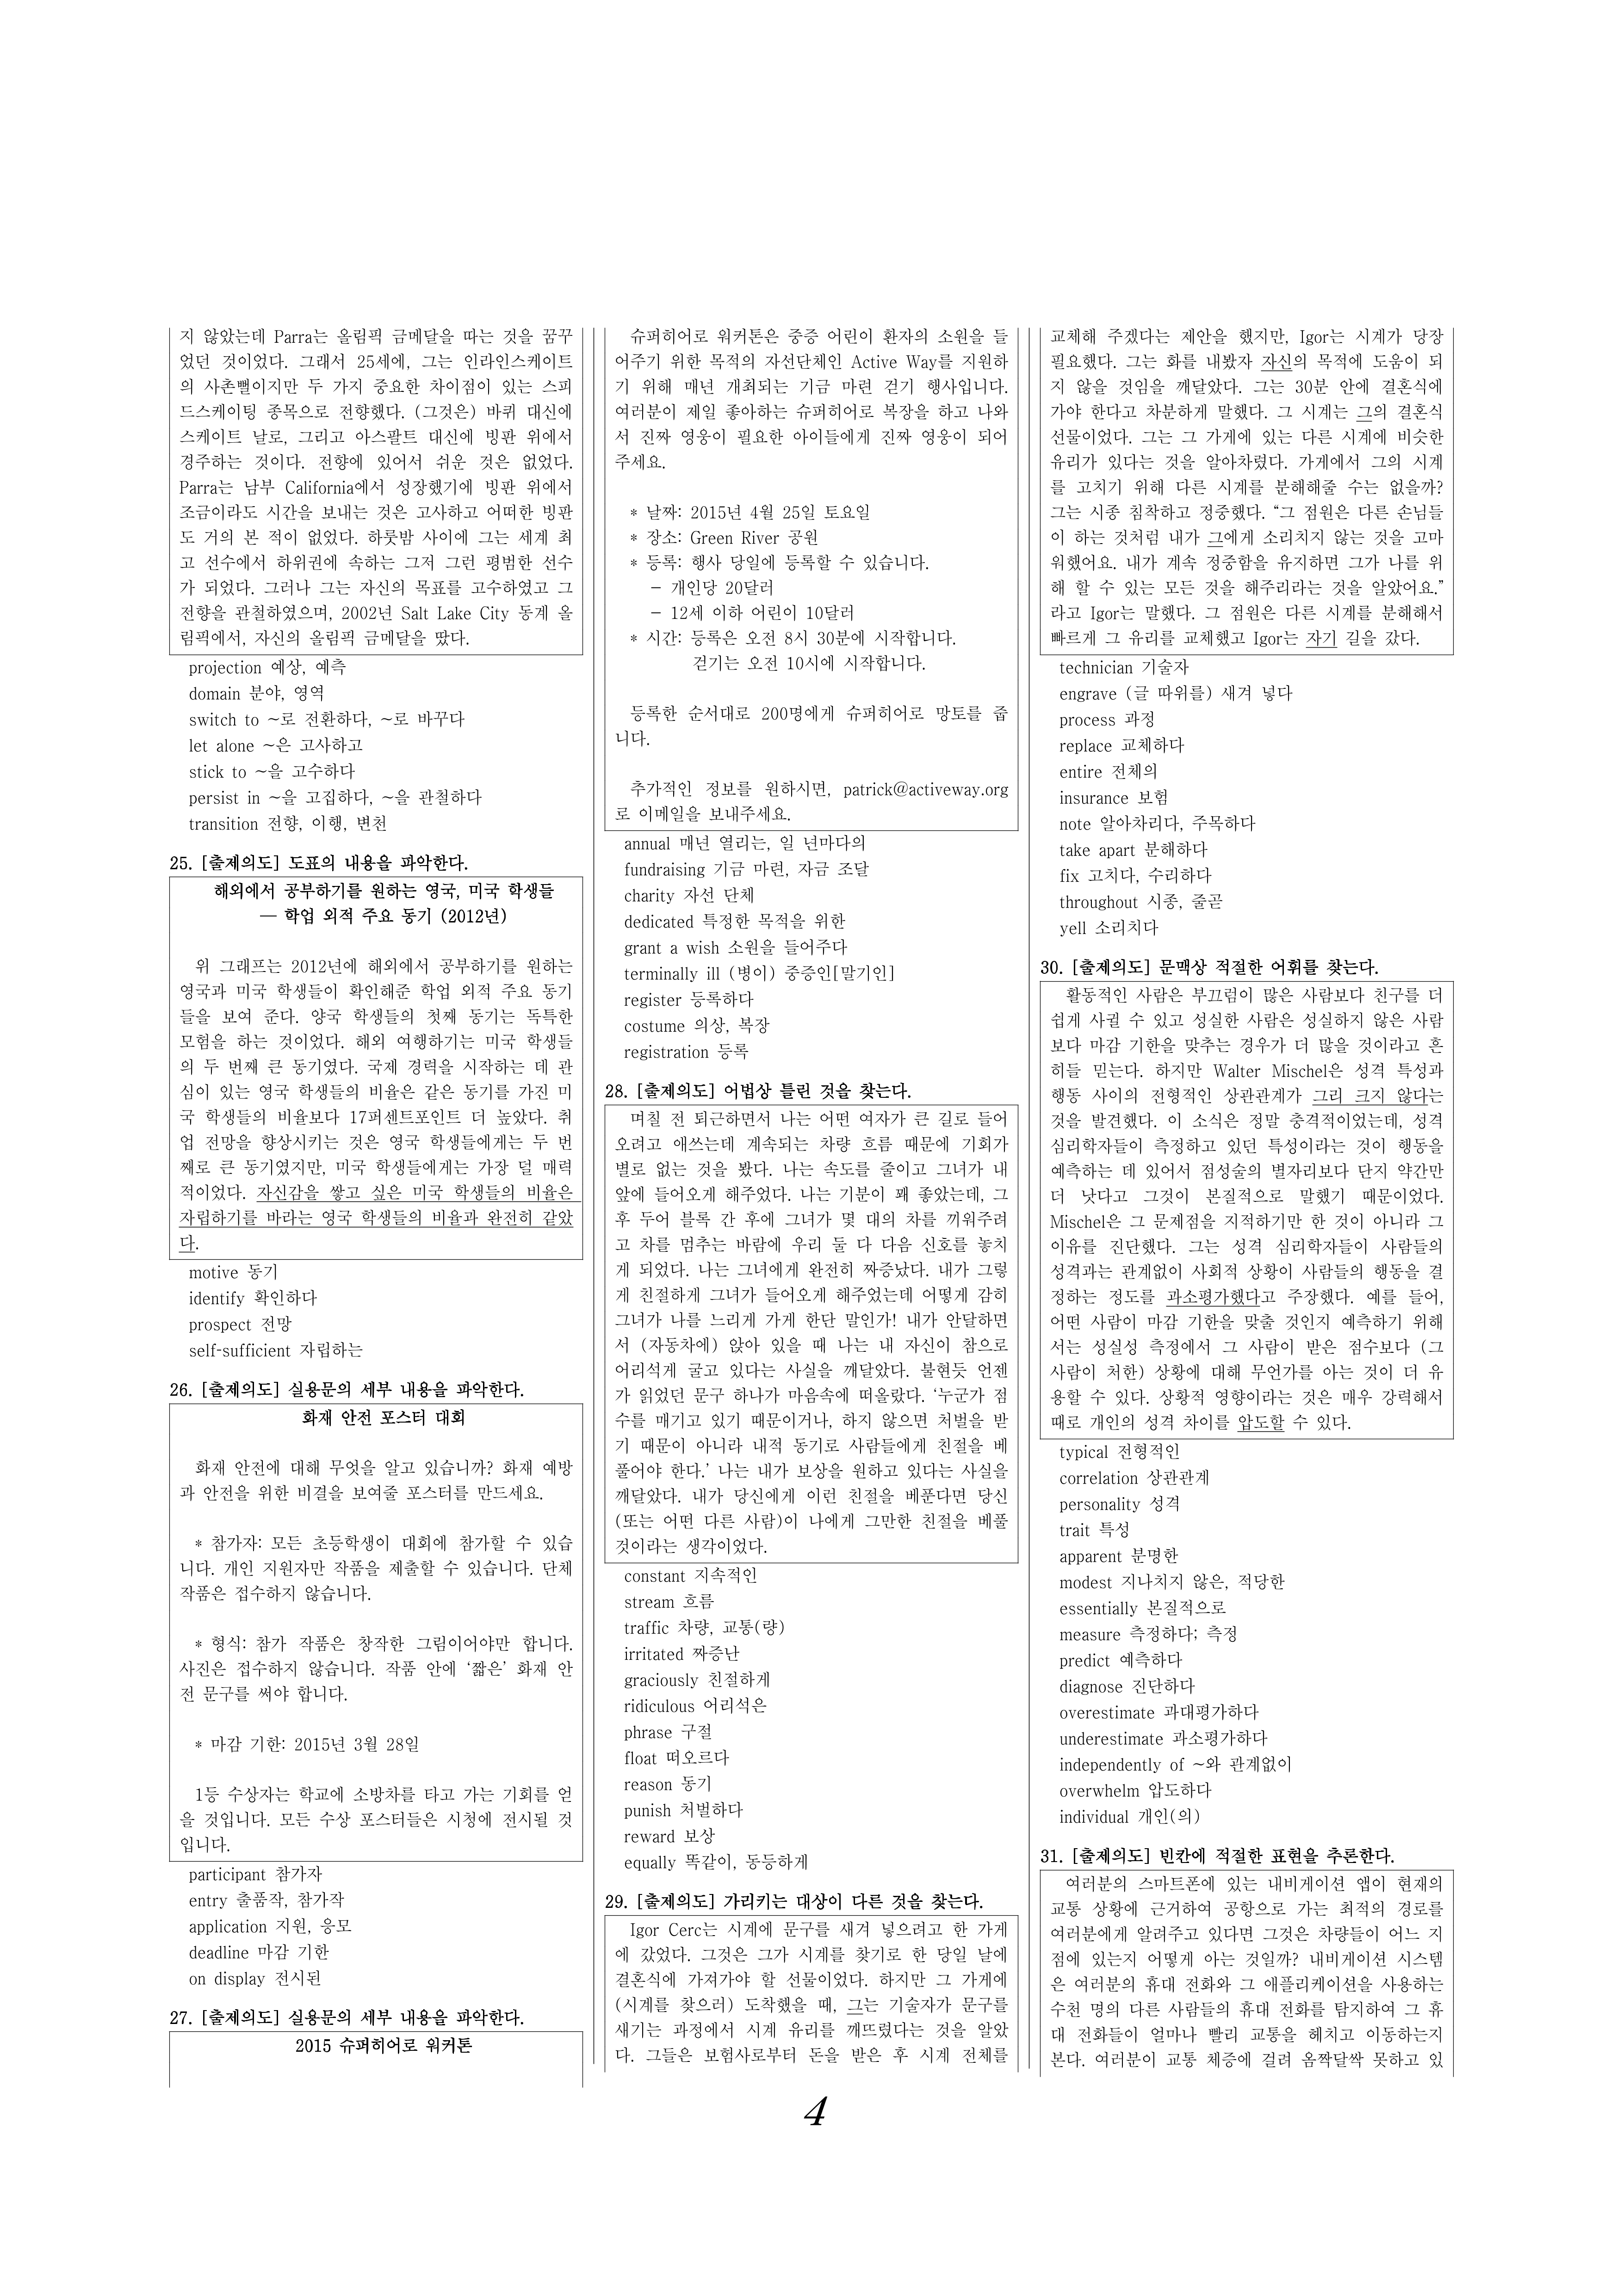 지 않았는데 Parra는 올림픽 금메달을 따는 것을 꿈꾸
었던 것이었다. 그래서 25세에, 그는 인라인스케이트
의 사촌뻘이지만 두 가지 중요한 차이점이 있는 스피
드스케이팅 종목으로 전향했다. (그것은) 바퀴 대신에
스케이트 날로, 그리고 아스팔트 대신에 빙판 위에서
경주하는 것이다. 전향에 있어서 쉬운 것은 없었다.
Parra는 남부 California에서 성장했기에 빙판 위에서
조금이라도 시간을 보내는 것은 고사하고 어떠한 빙판
도 거의 본 적이 없었다. 하룻밤 사이에 그는 세계 최
고 선수에서 하위권에 속하는 그저 그런 평범한 선수
가 되었다. 그러나 그는 자신의 목표를 고수하였고 그
전향을 관철하였으며, 2002년 Salt Lake City 동계 올
림픽에서, 자신의 올림픽 금메달을 땄다.
projection 예상, 예측
domain 분야, 영역
switch to ~로 전환하다, ~로 바꾸다
let alone ~은 고사하고
stick to ~을 고수하다
persist in ~을 고집하다, ~을 관철하다
transition 전향, 이행, 변천
25. [출제의도] 도표의 내용을 파악한다.
해외에서 공부하기를 원하는 영국, 미국 학생들
― 학업 외적 주요 동기 (2012년)
위 그래프는 2012년에 해외에서 공부하기를 원하는
영국과 미국 학생들이 확인해준 학업 외적 주요 동기
들을 보여 준다. 양국 학생들의 첫째 동기는 독특한
모험을 하는 것이었다. 해외 여행하기는 미국 학생들
의 두 번째 큰 동기였다. 국제 경력을 시작하는 데 관
심이 있는 영국 학생들의 비율은 같은 동기를 가진 미
국 학생들의 비율보다 17퍼센트포인트 더 높았다. 취
업 전망을 향상시키는 것은 영국 학생들에게는 두 번
째로 큰 동기였지만, 미국 학생들에게는 가장 덜 매력
적이었다. 자신감을 쌓고 싶은 미국 학생들의 비율은
자립하기를 바라는 영국 학생들의 비율과 완전히 같았
다.
motive 동기
identify 확인하다
prospect 전망
self-sufficient 자립하는
26. [출제의도] 실용문의 세부 내용을 파악한다.
화재 안전 포스터 대회
화재 안전에 대해 무엇을 알고 있습니까? 화재 예방
과 안전을 위한 비결을 보여줄 포스터를 만드세요.
* 참가자: 모든 초등학생이 대회에 참가할 수 있습
니다. 개인 지원자만 작품을 제출할 수 있습니다. 단체
작품은 접수하지 않습니다.
* 형식: 참가 작품은 창작한 그림이어야만 합니다.
사진은 접수하지 않습니다. 작품 안에 ‘짧은’ 화재 안
전 문구를 써야 합니다.
* 마감 기한: 2015년 3월 28일
1등 수상자는 학교에 소방차를 타고 가는 기회를 얻
을 것입니다. 모든 수상 포스터들은 시청에 전시될 것
입니다.
participant 참가자
entry 출품작, 참가작
application 지원, 응모
deadline 마감 기한
on display 전시된
27. [출제의도] 실용문의 세부 내용을 파악한다.
2015 슈퍼히어로 워커톤
슈퍼히어로 워커톤은 중증 어린이 환자의 소원을 들
어주기 위한 목적의 자선단체인 Active Way를 지원하
기 위해 매년 개최되는 기금 마련 걷기 행사입니다.
여러분이 제일 좋아하는 슈퍼히어로 복장을 하고 나와
서 진짜 영웅이 필요한 아이들에게 진짜 영웅이 되어
주세요.
* 날짜: 2015년 4월 25일 토요일
* 장소: Green River 공원
* 등록: 행사 당일에 등록할 수 있습니다.
－ 개인당 20달러
－ 12세 이하 어린이 10달러
* 시간: 등록은 오전 8시 30분에 시작합니다.
걷기는 오전 10시에 시작합니다.
등록한 순서대로 200명에게 슈퍼히어로 망토를 줍
니다.
추가적인 정보를 원하시면, patrick@activeway.org
로 이메일을 보내주세요.
annual 매년 열리는, 일 년마다의
fundraising 기금 마련, 자금 조달
charity 자선 단체
dedicated 특정한 목적을 위한
grant a wish 소원을 들어주다
terminally ill (병이) 중증인[말기인]
register 등록하다
costume 의상, 복장
registration 등록
28. [출제의도] 어법상 틀린 것을 찾는다.
며칠 전 퇴근하면서 나는 어떤 여자가 큰 길로 들어
오려고 애쓰는데 계속되는 차량 흐름 때문에 기회가
별로 없는 것을 봤다. 나는 속도를 줄이고 그녀가 내
앞에 들어오게 해주었다. 나는 기분이 꽤 좋았는데, 그
후 두어 블록 간 후에 그녀가 몇 대의 차를 끼워주려
고 차를 멈추는 바람에 우리 둘 다 다음 신호를 놓치
게 되었다. 나는 그녀에게 완전히 짜증났다. 내가 그렇
게 친절하게 그녀가 들어오게 해주었는데 어떻게 감히
그녀가 나를 느리게 가게 한단 말인가! 내가 안달하면
서 (자동차에) 앉아 있을 때 나는 내 자신이 참으로
어리석게 굴고 있다는 사실을 깨달았다. 불현듯 언젠
가 읽었던 문구 하나가 마음속에 떠올랐다. ‘누군가 점
수를 매기고 있기 때문이거나, 하지 않으면 처벌을 받
기 때문이 아니라 내적 동기로 사람들에게 친절을 베
풀어야 한다.’ 나는 내가 보상을 원하고 있다는 사실을
깨달았다. 내가 당신에게 이런 친절을 베푼다면 당신
(또는 어떤 다른 사람)이 나에게 그만한 친절을 베풀
것이라는 생각이었다.
constant 지속적인
stream 흐름
traffic 차량, 교통(량)
irritated 짜증난
graciously 친절하게
ridiculous 어리석은
phrase 구절
float 떠오르다
reason 동기
punish 처벌하다
reward 보상
equally 똑같이, 동등하게
29. [출제의도] 가리키는 대상이 다른 것을 찾는다.
Igor Cerc는 시계에 문구를 새겨 넣으려고 한 가게
에 갔었다. 그것은 그가 시계를 찾기로 한 당일 날에
결혼식에 가져가야 할 선물이었다. 하지만 그 가게에
(시계를 찾으러) 도착했을 때, 그는 기술자가 문구를
새기는 과정에서 시계 유리를 깨뜨렸다는 것을 알았
다. 그들은 보험사로부터 돈을 받은 후 시계 전체를
교체해 주겠다는 제안을 했지만, Igor는 시계가 당장
필요했다. 그는 화를 내봤자 자신의 목적에 도움이 되
지 않을 것임을 깨달았다. 그는 30분 안에 결혼식에
가야 한다고 차분하게 말했다. 그 시계는 그의 결혼식
선물이었다. 그는 그 가게에 있는 다른 시계에 비슷한
유리가 있다는 것을 알아차렸다. 가게에서 그의 시계
를 고치기 위해 다른 시계를 분해해줄 수는 없을까?
그는 시종 침착하고 정중했다. “그 점원은 다른 손님들
이 하는 것처럼 내가 그에게 소리치지 않는 것을 고마
워했어요. 내가 계속 정중함을 유지하면 그가 나를 위
해 할 수 있는 모든 것을 해주리라는 것을 알았어요.”
라고 Igor는 말했다. 그 점원은 다른 시계를 분해해서
빠르게 그 유리를 교체했고 Igor는 자기 길을 갔다.
technician 기술자
engrave (글 따위를) 새겨 넣다
process 과정
replace 교체하다
entire 전체의
insurance 보험
note 알아차리다, 주목하다
take apart 분해하다
fix 고치다, 수리하다
throughout 시종, 줄곧
yell 소리치다
30. [출제의도] 문맥상 적절한 어휘를 찾는다.
활동적인 사람은 부끄럼이 많은 사람보다 친구를 더
쉽게 사귈 수 있고 성실한 사람은 성실하지 않은 사람
보다 마감 기한을 맞추는 경우가 더 많을 것이라고 흔
히들 믿는다. 하지만 Walter Mischel은 성격 특성과
행동 사이의 전형적인 상관관계가 그리 크지 않다는
것을 발견했다. 이 소식은 정말 충격적이었는데, 성격
심리학자들이 측정하고 있던 특성이라는 것이 행동을
예측하는 데 있어서 점성술의 별자리보다 단지 약간만
더 낫다고 그것이 본질적으로 말했기 때문이었다.
Mischel은 그 문제점을 지적하기만 한 것이 아니라 그
이유를 진단했다. 그는 성격 심리학자들이 사람들의
성격과는 관계없이 사회적 상황이 사람들의 행동을 결
정하는 정도를 과소평가했다고 주장했다. 예를 들어,
어떤 사람이 마감 기한을 맞출 것인지 예측하기 위해
서는 성실성 측정에서 그 사람이 받은 점수보다 (그
사람이 처한) 상황에 대해 무언가를 아는 것이 더 유
용할 수 있다. 상황적 영향이라는 것은 매우 강력해서
때로 개인의 성격 차이를 압도할 수 있다.
typical 전형적인
correlation 상관관계
personality 성격
trait 특성
apparent 분명한
modest 지나치지 않은, 적당한
essentially 본질적으로
measure 측정하다; 측정
predict 예측하다
diagnose 진단하다
overestimate 과대평가하다
underestimate 과소평가하다
independently of ~와 관계없이
overwhelm 압도하다
individual 개인(의)
31. [출제의도] 빈칸에 적절한 표현을 추론한다.
여러분의 스마트폰에 있는 내비게이션 앱이 현재의
교통 상황에 근거하여 공항으로 가는 최적의 경로를
여러분에게 알려주고 있다면 그것은 차량들이 어느 지
점에 있는지 어떻게 아는 것일까? 내비게이션 시스템
은 여러분의 휴대 전화와 그 애플리케이션을 사용하는
수천 명의 다른 사람들의 휴대 전화를 탐지하여 그 휴
대 전화들이 얼마나 빨리 교통을 헤치고 이동하는지
본다. 여러분이 교통 체증에 걸려 옴짝달싹 못하고 있
4